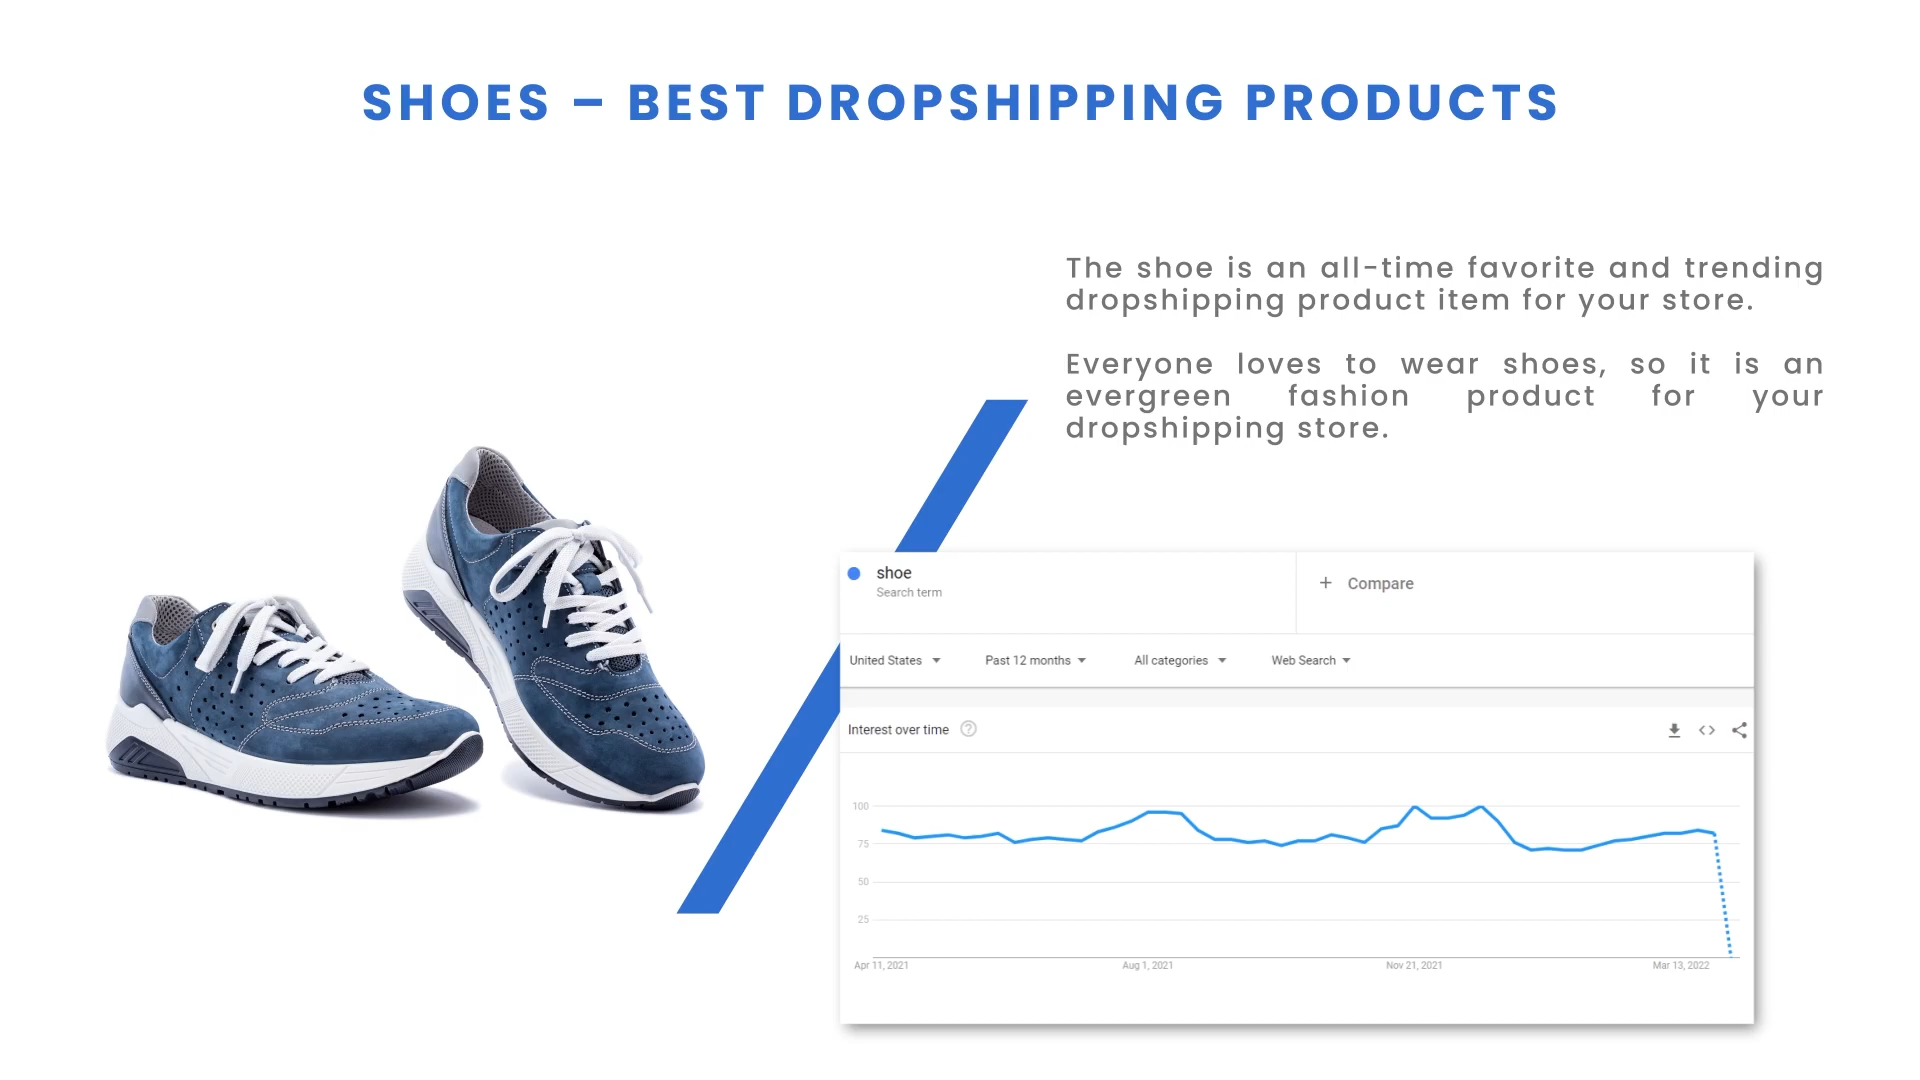 SHOES – BEST DROPSHIPPING PRODUCTS
The shoe is an all-time favorite and trending
dropshipping product item for your store.
Everyone loves to wear shoes, so it is an
evergreen fashion product for your
dropshipping store.
shoe
Search term
+ Compare
United States
Past 12 months
All categories
Web Search
Interest over time
?
<>
100
75
50
25
Apr 11, 2021
Aug 1, 2021
Nov 21, 2021
Mar 13, 2022